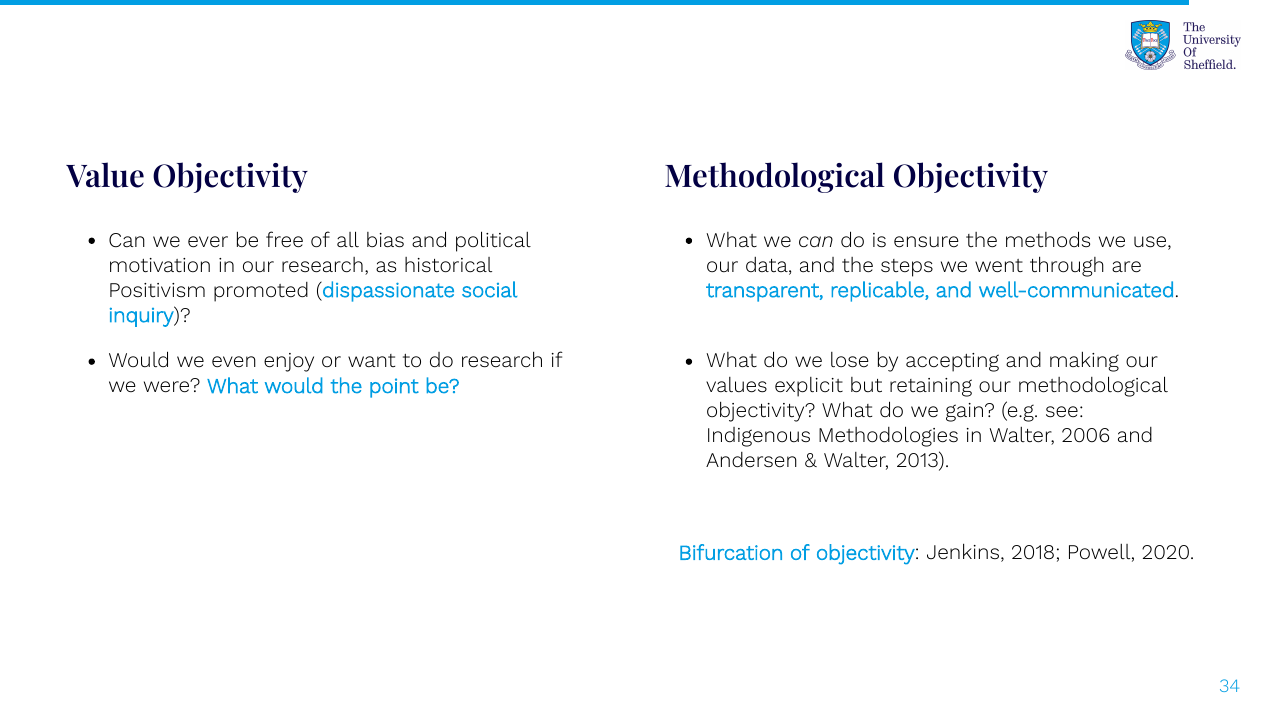 The
University
Of
Sheffield.
Value Objectivity
• Can we ever be free of all bias and political
motivation in our research, as historical
Positivism promoted (dispassionate social
inquiry)?
• Would we even enjoy or want to do research if
we were? What would the point be?
Methodological Objectivity
• What we can do is ensure the methods we use,
our data, and the steps we went through are
transparent, replicable, and well-communicated.
• What do we lose by accepting and making our
values explicit but retaining our methodological
objectivity? What do we gain? (e.g. see:
Indigenous Methodologies in Walter, 2006 and
Andersen & Walter, 2013).
Bifurcation of objectivity: Jenkins, 2018; Powell, 2020.
34